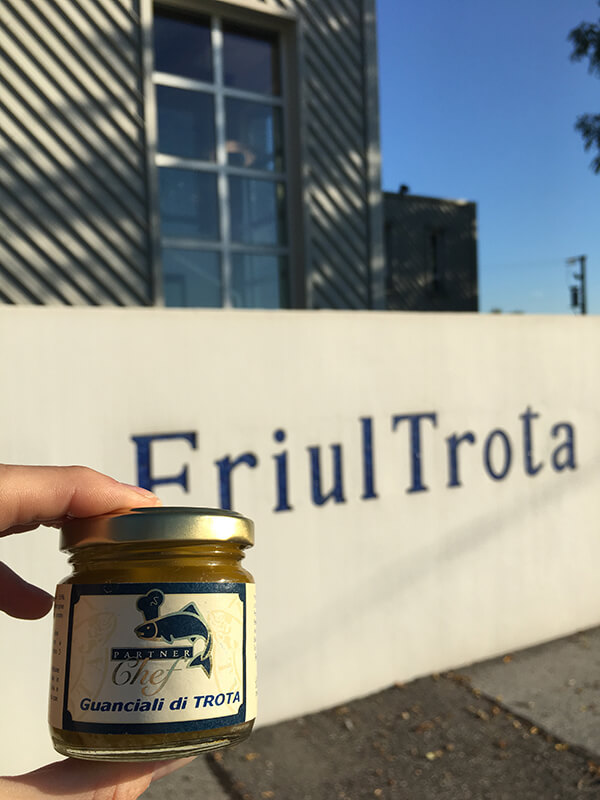 FriulTrota
PARTNER
Chef
Guanciali di TROTA